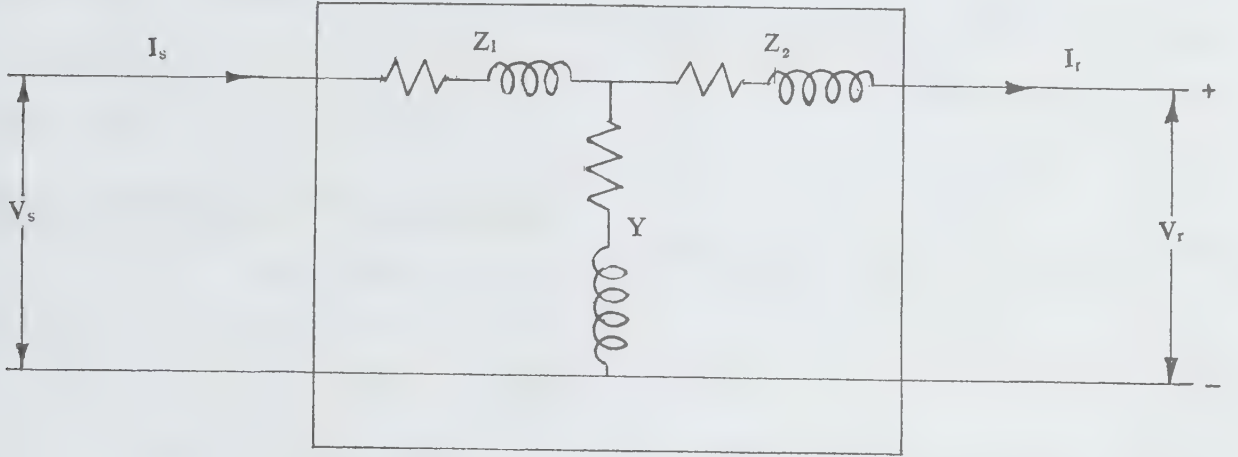 Z₁
Z₂
Iₛ
Iᵣ
+
Vₛ
Y
Vᵣ
−